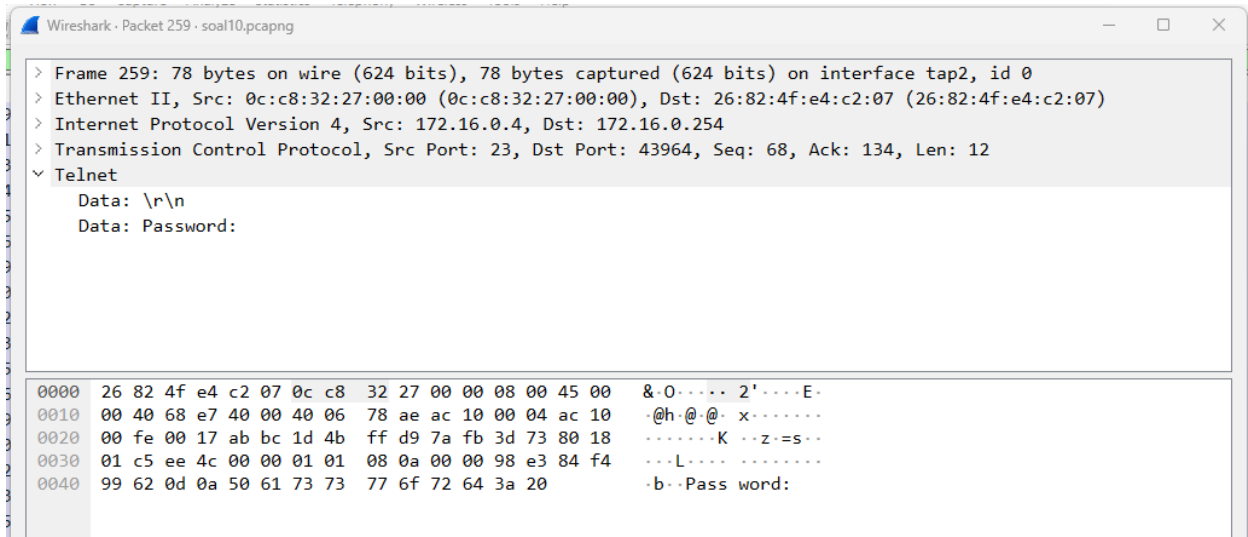 Wireshark · Packet 259 · soal10.pcapng
> Frame 259: 78 bytes on wire (624 bits), 78 bytes captured (624 bits) on interface tap2, id 0
> Ethernet II, Src: 0c:c8:32:27:00:00 (0c:c8:32:27:00:00), Dst: 26:82:4f:e4:c2:07 (26:82:4f:e4:c2:07)
> Internet Protocol Version 4, Src: 172.16.0.4, Dst: 172.16.0.254
> Transmission Control Protocol, Src Port: 23, Dst Port: 43964, Seq: 68, Ack: 134, Len: 12
Telnet
Data: \r\n
Data: Password:
0000 26 82 4f e4 c2 07 0c c8 32 27 00 00 08 00 45 00 &·O····· 2'····E·
0010 00 40 68 e7 40 00 40 06 78 ae ac 10 00 04 ac 10 ·@h·@·@· x·······
0020 00 fe 00 17 ab bc 1d 4b ff d9 7a fb 3d 73 80 18 ·······K ··z·=s··
0030 01 c5 ee 4c 00 00 01 01 08 0a 00 00 98 e3 84 f4 ···L···· ········
0040 99 62 0d 0a 50 61 73 73 77 6f 72 64 3a 20 ·b··Pass word: